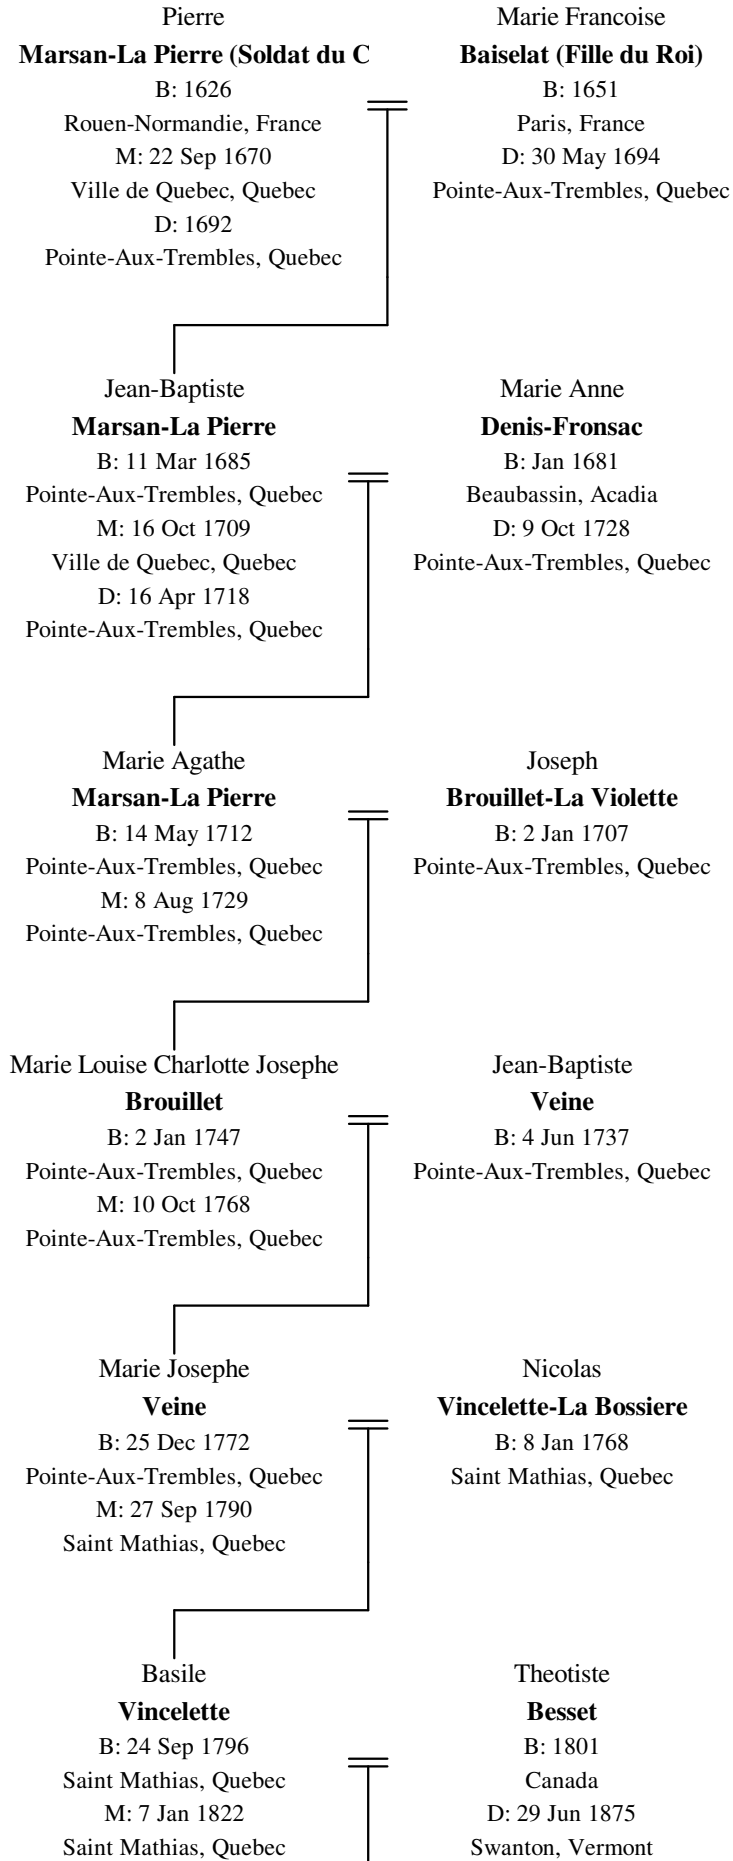 Pierre
Marsan-La Pierre (Soldat du C
B: 1626
Rouen-Normandie, France
M: 22 Sep 1670
Ville de Quebec, Quebec
D: 1692
Pointe-Aux-Trembles, Quebec
Marie Francoise
Baiselat (Fille du Roi)
B: 1651
Paris, France
D: 30 May 1694
Pointe-Aux-Trembles, Quebec
Jean-Baptiste
Marsan-La Pierre
B: 11 Mar 1685
Pointe-Aux-Trembles, Quebec
M: 16 Oct 1709
Ville de Quebec, Quebec
D: 16 Apr 1718
Pointe-Aux-Trembles, Quebec
Marie Anne
Denis-Fronsac
B: Jan 1681
Beaubassin, Acadia
D: 9 Oct 1728
Pointe-Aux-Trembles, Quebec
Marie Agathe
Marsan-La Pierre
B: 14 May 1712
Pointe-Aux-Trembles, Quebec
M: 8 Aug 1729
Pointe-Aux-Trembles, Quebec
Joseph
Brouillet-La Violette
B: 2 Jan 1707
Pointe-Aux-Trembles, Quebec
Marie Louise Charlotte Josephe
Brouillet
B: 2 Jan 1747
Pointe-Aux-Trembles, Quebec
M: 10 Oct 1768
Pointe-Aux-Trembles, Quebec
Jean-Baptiste
Veine
B: 4 Jun 1737
Pointe-Aux-Trembles, Quebec
Marie Josephe
Veine
B: 25 Dec 1772
Pointe-Aux-Trembles, Quebec
M: 27 Sep 1790
Saint Mathias, Quebec
Nicolas
Vincelette-La Bossiere
B: 8 Jan 1768
Saint Mathias, Quebec
Basile
Vincelette
B: 24 Sep 1796
Saint Mathias, Quebec
M: 7 Jan 1822
Saint Mathias, Quebec
Theotiste
Besset
B: 1801
Canada
D: 29 Jun 1875
Swanton, Vermont